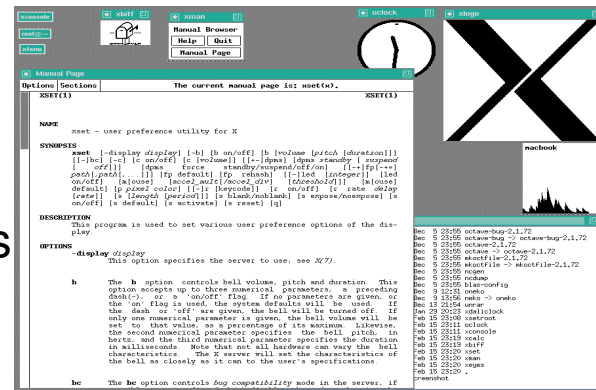 xconsole
root@
xterm
xbiff
xman
Manual Browser
Help Quit
Manual Page
oclock
xlogo
Manual Page
Options Sections The current manual page is: xset(x).
XSET(1) XSET(1)
NAME
xset - user preference utility for X
SYNOPSIS
xset [-display display] [-b] [b on/off] [b [volume [pitch [duration]]]
[[-]bc] [-c] [c on/off] [c [volume]] [[+-]dpms] [dpms standby [ suspend
[ off]]] [dpms force standby/suspend/off/on] [[-+]fp[-+=]
path[,path[,...]]] [fp default] [fp rehash] [[-]led [integer]] [led
on/off] [m[ouse] [accel_mult[/accel_div] [threshold]]] [m[ouse]
default] [p pixel color] [[-]r [keycode]] [r on/off] [r rate delay
[rate]] [s [length [period]]] [s blank/noblank] [s expose/noexpose] [s
on/off] [s default] [s activate] [s reset] [q]
DESCRIPTION
This program is used to set various user preference options of the dis-
play.
OPTIONS
-display display
This option specifies the server to use; see X(7).
b The b option controls bell volume, pitch and duration. This
option accepts up to three numerical parameters, a preceding
dash(-), or a 'on/off' flag. If no parameters are given, or
the 'on' flag is used, the system defaults will be used. If
the dash or 'off' are given, the bell will be turned off. If
only one numerical parameter is given, the bell volume will be
set to that value, as a percentage of its maximum. Likewise,
the second numerical parameter specifies the bell pitch, in
hertz, and the third numerical parameter specifies the duration
in milliseconds. Note that not all hardware can vary the bell
characteristics. The X server will set the characteristics of
the bell as closely as it can to the user's specifications.
bc The bc option controls bug compatibility mode in the server, if
macbook
Dec 5 23:55 octave-bug-2.1.72
Dec 5 23:55 octave-bug -> octave-bug-2.1.72
Dec 5 23:55 octave-2.1.72
Dec 5 23:55 mkoctfile-2.1.72
Dec 5 23:55 mkoctfile -> mkoctfile-2.1.72
Dec 5 23:55 ncgen
Dec 5 23:55 ncdump
Dec 5 23:55 blas-config
Dec 9 12:31 oneko
Dec 9 13:56 neko -> oneko
Dec 13 21:54 unrar
Jan 29 20:23 xdaliclock
Feb 15 23:08 xsetroot
Feb 15 23:11 oclock
Feb 15 23:11 xconsole
Feb 15 23:19 xcalc
Feb 15 23:19 xbiff
Feb 15 23:20 xset
Feb 15 23:20 xman
Feb 15 23:20 xeyes
Feb 15 23:20 .
creenshot
s